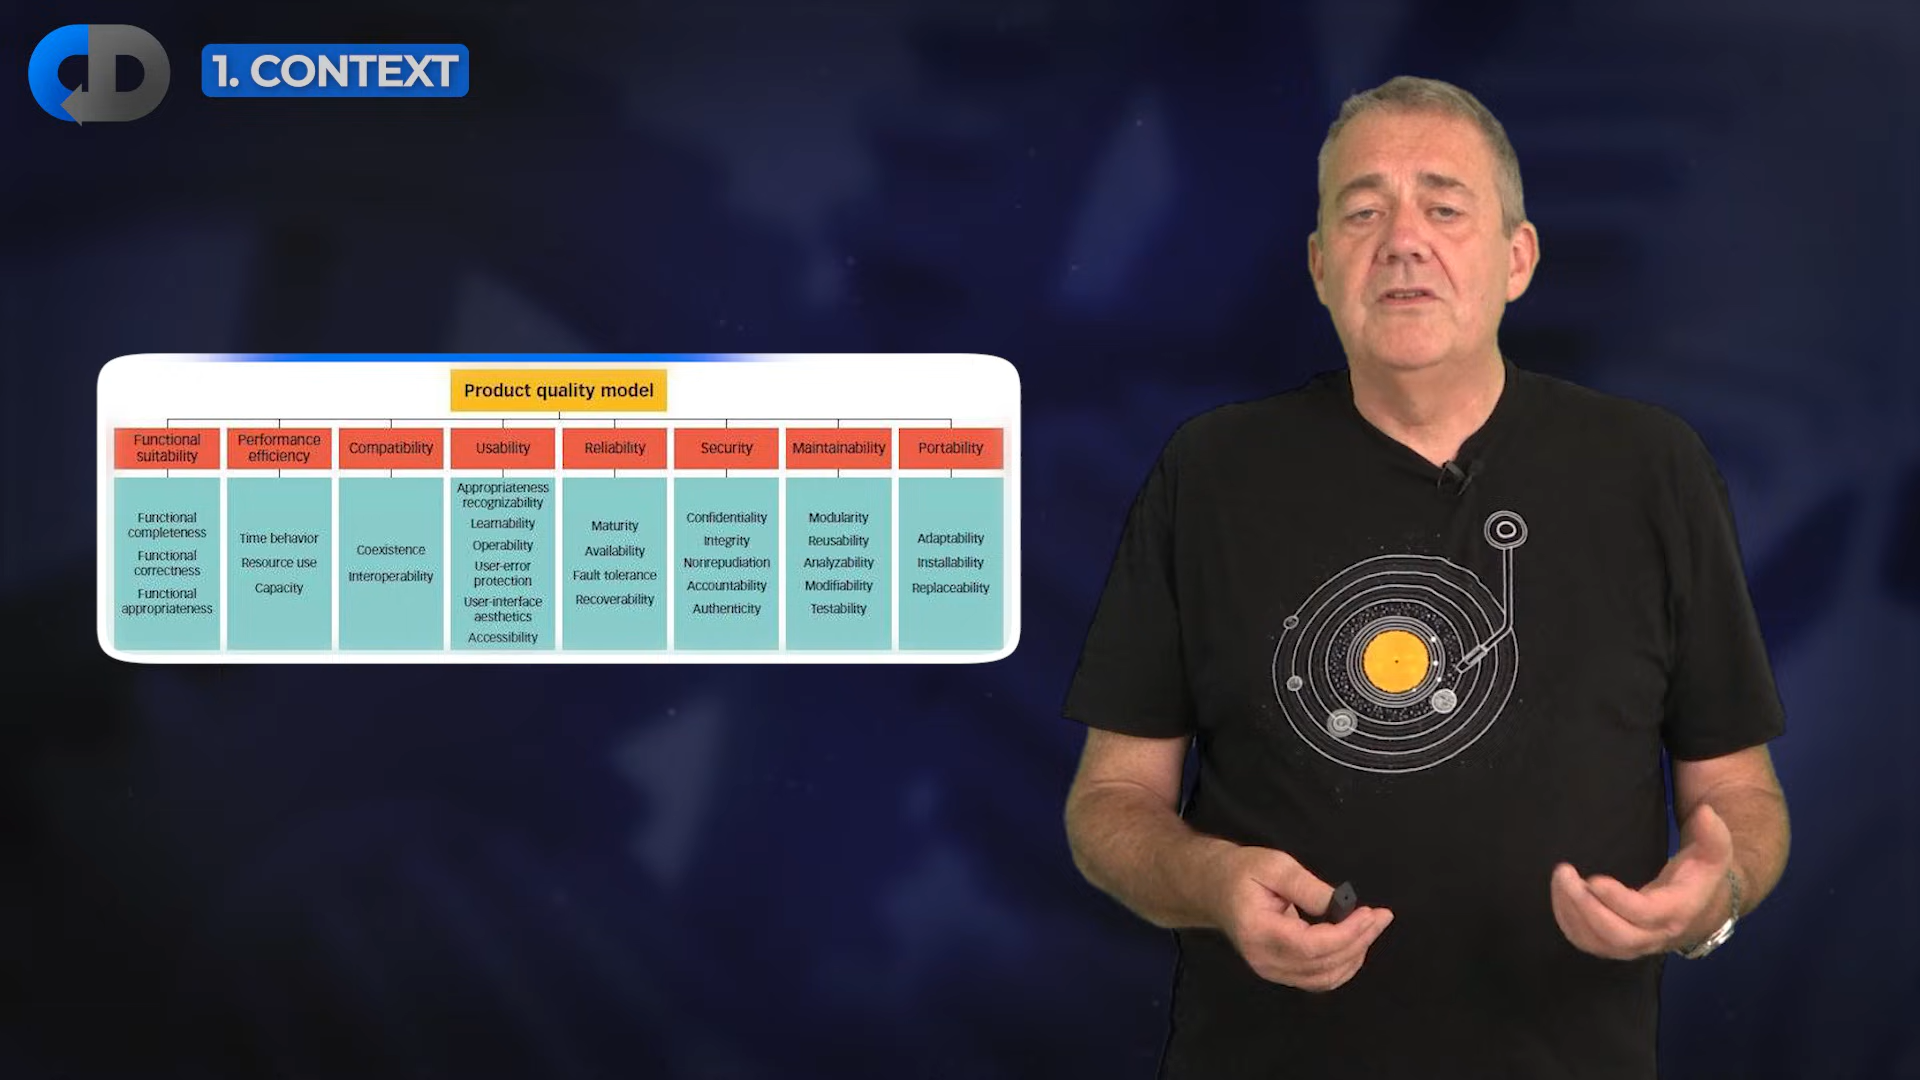 CD
1. CONTEXT
Product quality model
Functional
suitability
Performance
efficiency
Compatibility
Usability
Reliability
Security
Maintainability
Portability
Functional
completeness
Functional
correctness
Functional
appropriateness
Time behavior
Resource use
Capacity
Coexistence
Interoperability
Appropriateness
recognizability
Learnability
Operability
User-error
protection
User-interface
aesthetics
Accessibility
Maturity
Availability
Fault tolerance
Recoverability
Confidentiality
Integrity
Nonrepudiation
Accountability
Authenticity
Modularity
Reusability
Analyzability
Modifiability
Testability
Adaptability
Installability
Replaceability